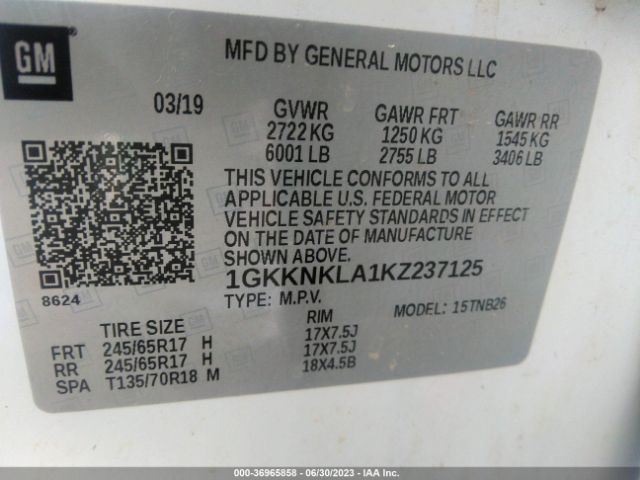 GM
MFD BY GENERAL MOTORS LLC
03/19 GVWR GAWR FRT GAWR RR
2722 KG 1250 KG 1545 KG
6001 LB 2755 LB 3406 LB
THIS VEHICLE CONFORMS TO ALL
APPLICABLE U.S. FEDERAL MOTOR
VEHICLE SAFETY STANDARDS IN EFFECT
ON THE DATE OF MANUFACTURE
SHOWN ABOVE.
8624
1GKKNKLA1KZ237125
TYPE: M.P.V. MODEL: 15TNB26
TIRE SIZE RIM
FRT 245/65R17 H 17X7.5J
RR 245/65R17 H 17X7.5J
SPA T135/70R18 M 18X4.5B
000-36965858 - 06/30/2023 - IAA Inc.